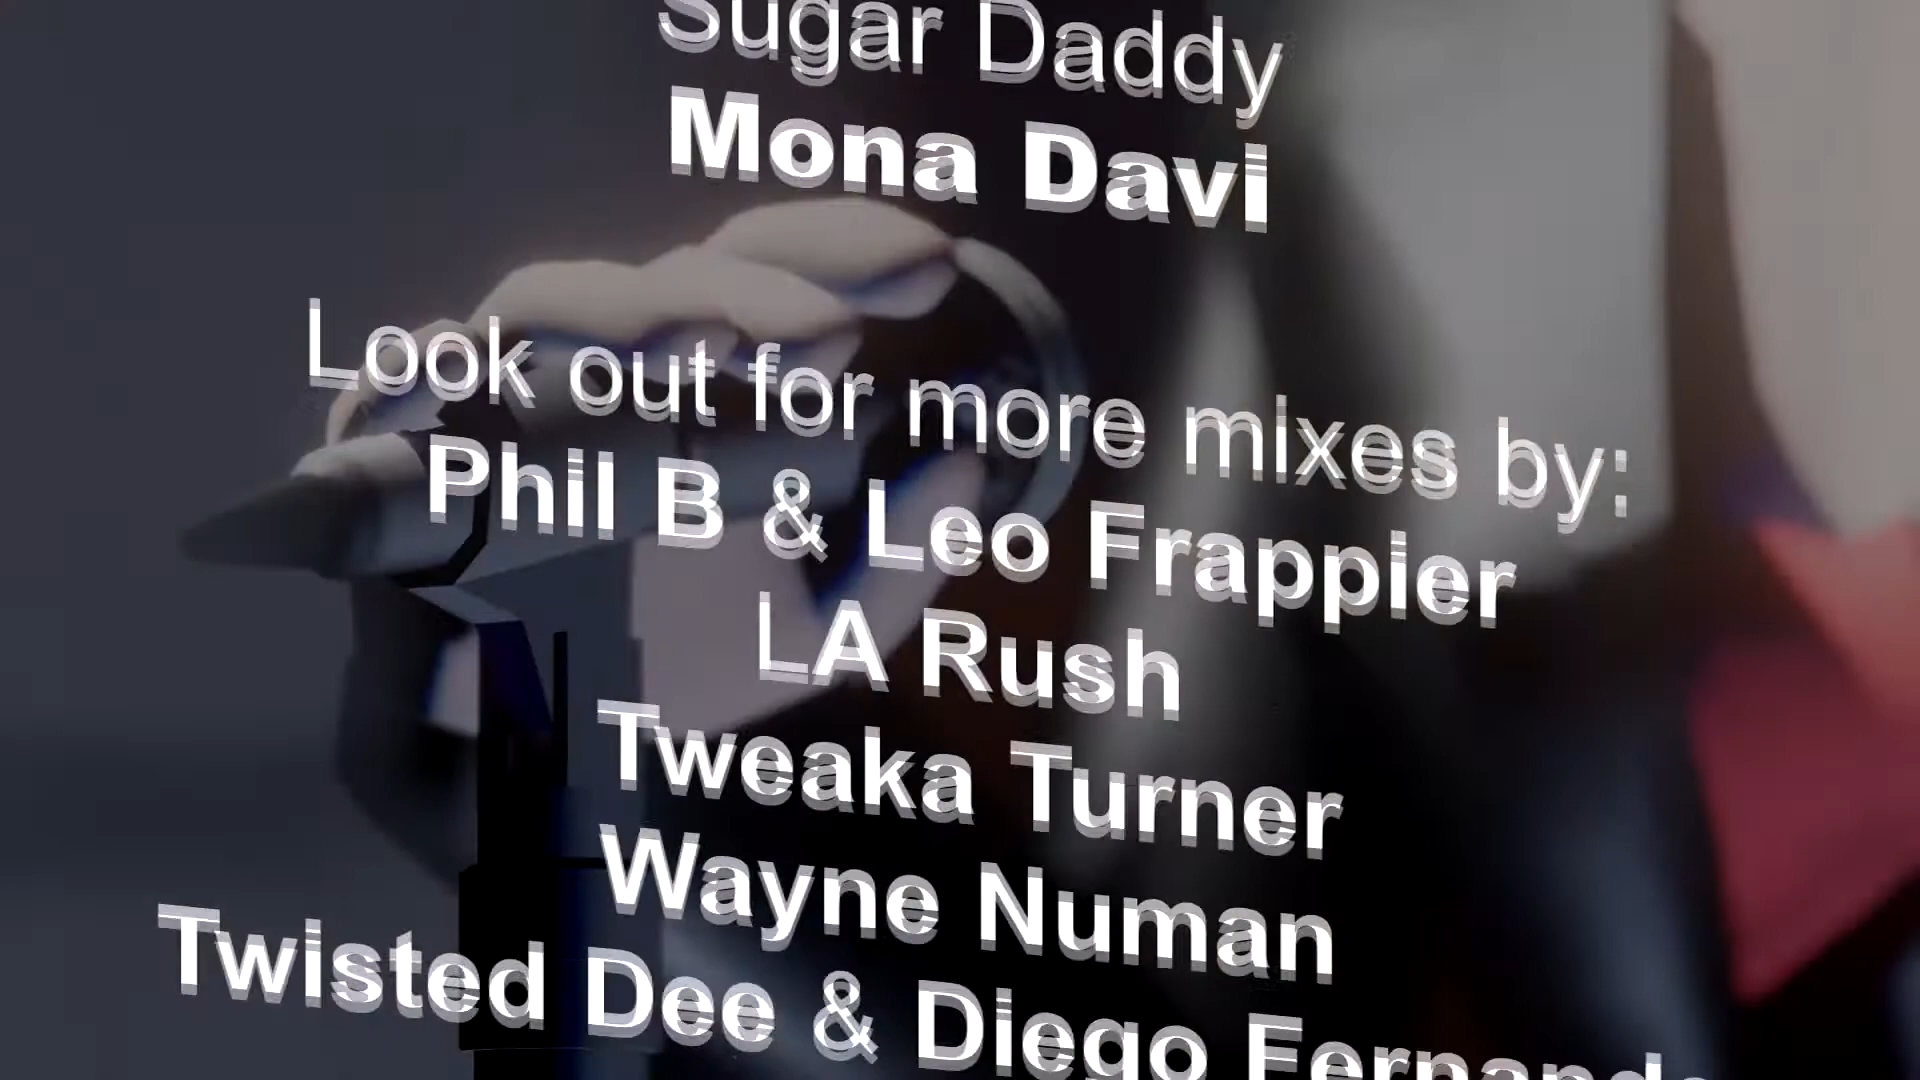 Sugar Daddy
Mona Davi
Look out for more mixes by:
Phil B & Leo Frappier
LA Rush
Tweaka Turner
Wayne Numan
Twisted Dee & Diego